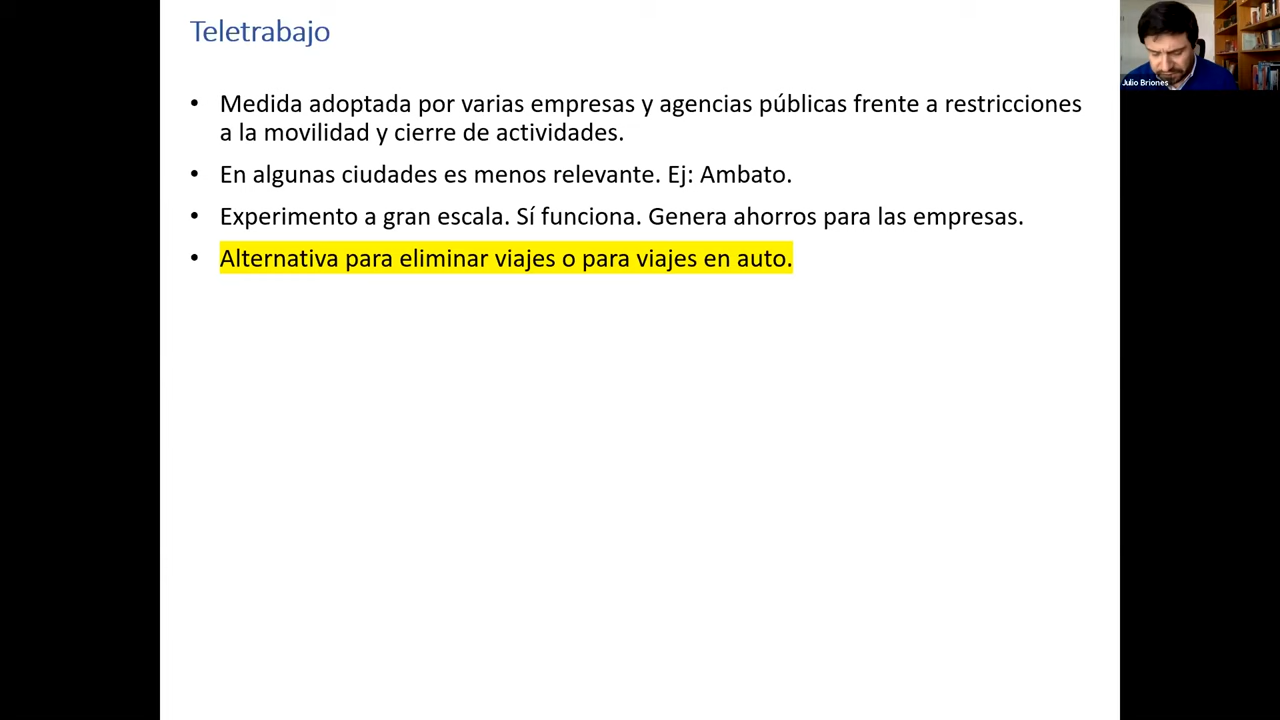 Teletrabajo
Julio Briones
• Medida adoptada por varias empresas y agencias públicas frente a restricciones
a la movilidad y cierre de actividades.
• En algunas ciudades es menos relevante. Ej: Ambato.
• Experimento a gran escala. Sí funciona. Genera ahorros para las empresas.
• Alternativa para eliminar viajes o para viajes en auto.